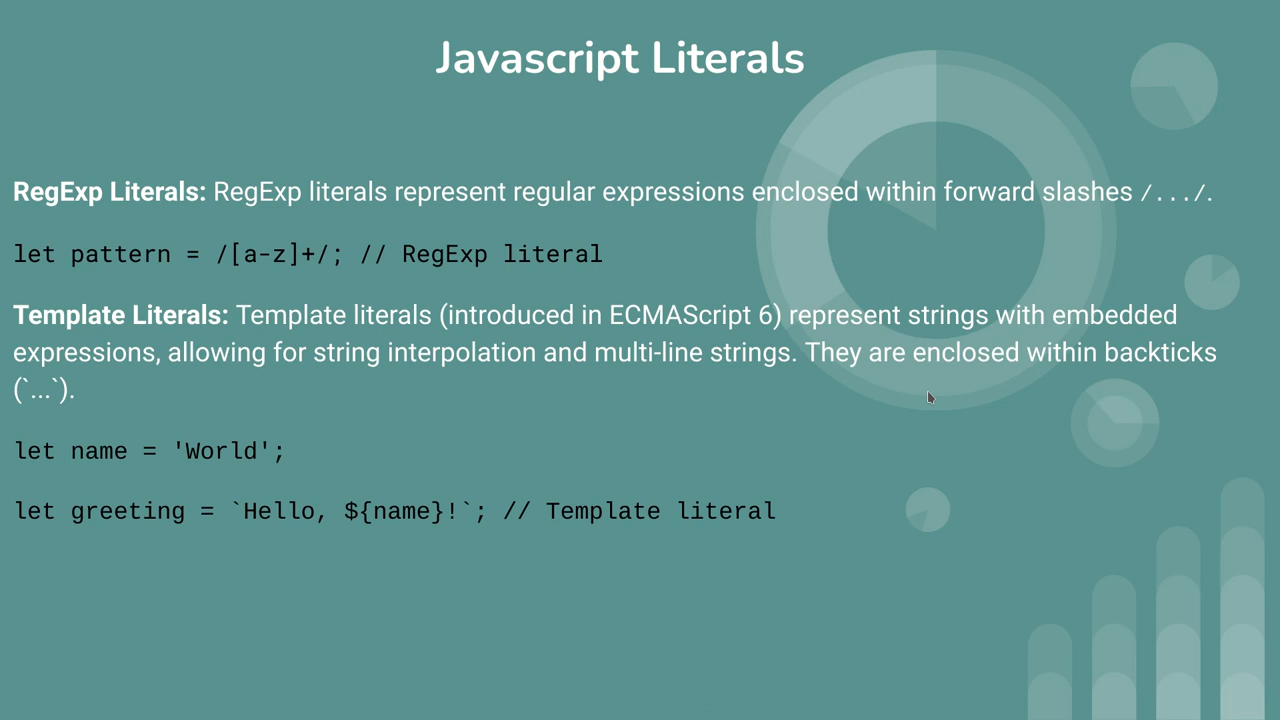 Javascript Literals
RegExp Literals: RegExp literals represent regular expressions enclosed within forward slashes /.../.
let pattern = /[a-z]+/; // RegExp literal
Template Literals: Template literals (introduced in ECMAScript 6) represent strings with embedded
expressions, allowing for string interpolation and multi-line strings. They are enclosed within backticks
(`...`).
let name = 'World';
let greeting = `Hello, ${name}!`; // Template literal